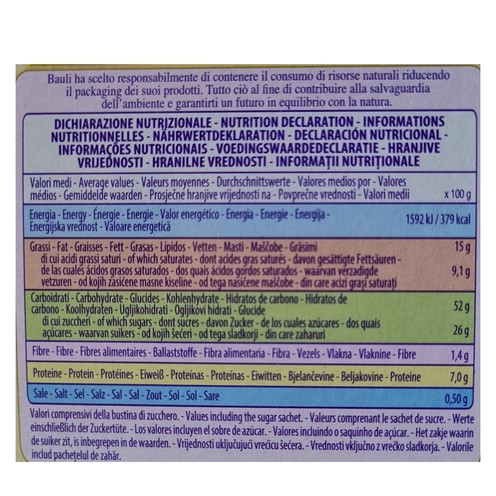 Bauli ha scelto responsabilmente di contenere il consumo di risorse naturali riducendo
il packaging dei suoi prodotti. Tutto ciò al fine di contribuire alla salvaguardia
dell'ambiente e garantirti un futuro in equilibrio con la natura.
DICHIARAZIONE NUTRIZIONALE - NUTRITION DECLARATION - INFORMATIONS
NUTRITIONNELLES - NÄHRWERTDEKLARATION - DECLARACIÓN NUTRICIONAL -
INFORMAÇÕES NUTRICIONAIS - VOEDINGSWAARDEDECLARATIE - HRANJIVE
VRIJEDNOSTI - HRANILNE VREDNOSTI - INFORMAȚII NUTRIȚIONALE
Valori medi - Average values - Valeurs moyennes - Durchschnittswerte - Valores medios por - Valores
médios - Gemiddelde waarden - Prosječne hranjive vrijednosti na - Povprečne vrednosti - Valori medii x 100 g
Energia - Energy - Énergie - Energie - Valor energético - Energia - Energie - Energija -
Energijska vrednost - Valoare energetică 1592 kJ / 379 kcal
Grassi - Fat - Graisses - Fett - Grasas - Lípidos - Vetten - Masti - Maščobe - Grăsimi 15 g
di cui acidi grassi saturi - of which saturates - dont acides gras saturés - davon gesättigte Fettsäuren -
de las cuales ácidos grasos saturados - dos quais ácidos gordos saturados - waarvan verzadigde 9,1 g
vetzuren - od kojih zasićene masne kiseline - od tega nasičene maščobe - din care acizi grași saturați
Carboidrati - Carbohydrate - Glucides - Kohlenhydrate - Hidratos de carbono - Hidratos de
carbono - Koolhydraten - Ugljikohidrati - Ogljikovi hidrati - Glucide 52 g
di cui zuccheri - of which sugars - dont sucres - davon Zucker - de los cuales azúcares - dos quais
açúcares - waarvan suikers - od kojih šećeri - od tega sladkorji - din care zaharuri 26 g
Fibre - Fibre - Fibres alimentaires - Ballaststoffe - Fibra alimentaria - Fibra - Vezels - Vlakna - Vlaknine - Fibre 1,4 g
Proteine - Protein - Protéines - Eiweiß - Proteínas - Proteínas - Eiwitten - Bjelančevine - Beljakovine - Proteine 7,0 g
Sale - Salt - Sel - Salz - Sal - Sal - Zout - Sol - Sol - Sare 0,50 g
Valori comprensivi della bustina di zucchero. - Values including the sugar sachet. - Valeurs comprenant le sachet de sucre. - Werte
einschließlich der Zuckertüte. - Los valores incluyen el sobre de azúcar. - Valores incluindo o saquinho de açúcar. - Het zakje waarin
de suiker zit, is inbegrepen in de waarden. - Vrijednosti uključujući vrećicu šećera. - Vrednosti vključno z vrečko sladkorja. - Valorile
includ pachețelul de zahăr.